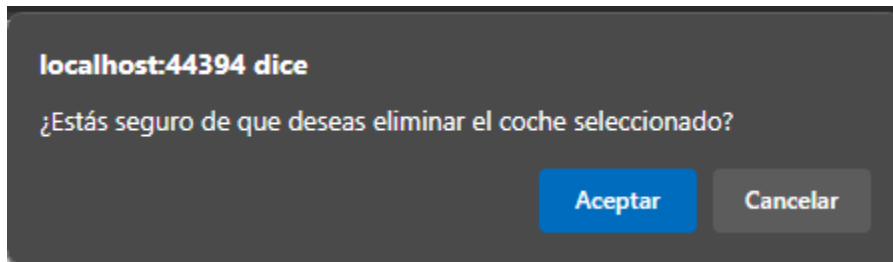 localhost:44394 dice
¿Estás seguro de que deseas eliminar el coche seleccionado?
Aceptar
Cancelar